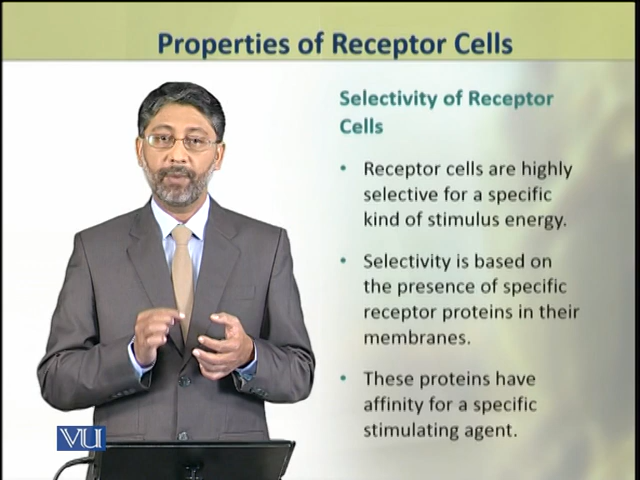 Properties of Receptor Cells
Selectivity of Receptor
Cells
• Receptor cells are highly
selective for a specific
kind of stimulus energy.
• Selectivity is based on
the presence of specific
receptor proteins in their
membranes.
• These proteins have
affinity for a specific
stimulating agent.
VU